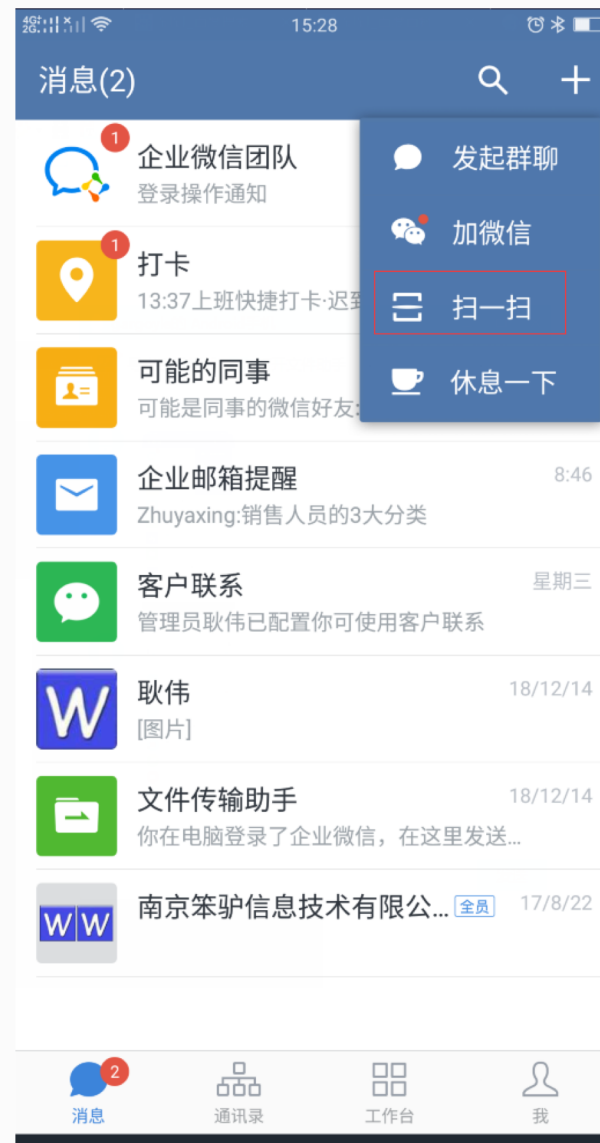 4G 2G 15:28
消息(2)
发起群聊
加微信
扫一扫
休息一下
1
企业微信团队
登录操作通知
1
打卡
13:37上班快捷打卡·迟到
可能的同事
可能是同事的微信好友:
企业邮箱提醒 8:46
Zhuyaxing:销售人员的3大分类
客户联系 星期三
管理员耿伟已配置你可使用客户联系
W
耿伟 18/12/14
[图片]
文件传输助手 18/12/14
你在电脑登录了企业微信，在这里发送...
W W
南京笨驴信息技术有限公... 全员 17/8/22
2
消息 通讯录 工作台 我